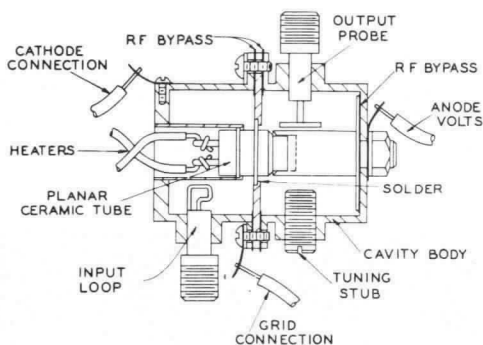 OUTPUT
PROBE
RF BYPASS
CATHODE
CONNECTION
RF BYPASS
ANODE
VOLTS
HEATERS
PLANAR
CERAMIC TUBE
SOLDER
CAVITY BODY
INPUT
LOOP
TUNING
STUB
GRID
CONNECTION